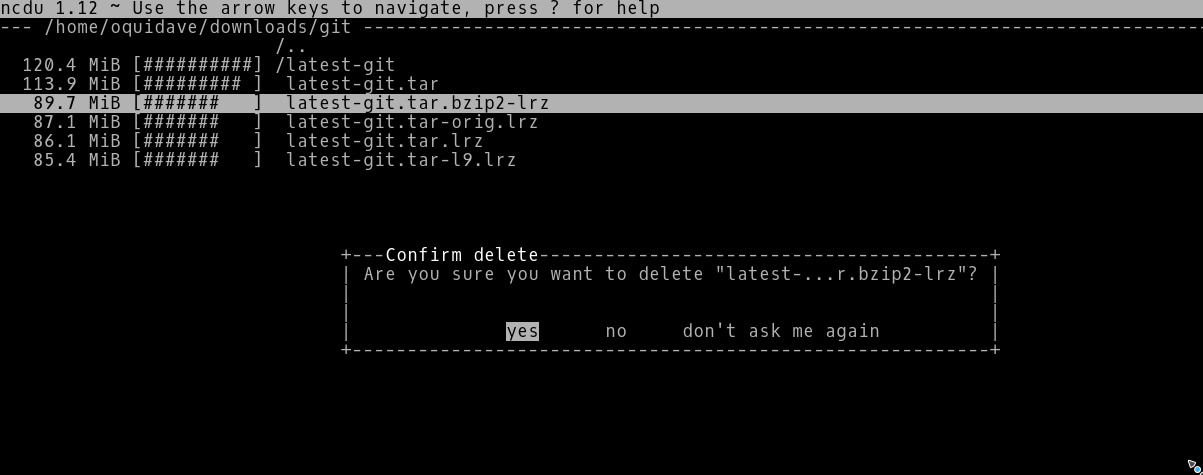 ncdu 1.12 ~ Use the arrow keys to navigate, press ? for help
--- /home/oquidave/downloads/git ------------------------------------------------------------------------------
                         /..
  120.4 MiB [##########] /latest-git
  113.9 MiB [######### ]  latest-git.tar
   89.7 MiB [#######   ]  latest-git.tar.bzip2-lrz
   87.1 MiB [#######   ]  latest-git.tar-orig.lrz
   86.1 MiB [#######   ]  latest-git.tar.lrz
   85.4 MiB [#######   ]  latest-git.tar-l9.lrz
+---Confirm delete-----------------------------------------+
| Are you sure you want to delete "latest-...r.bzip2-lrz"? |
|                                                          |
|                                                          |
|              yes      no     don't ask me again          |
+----------------------------------------------------------+